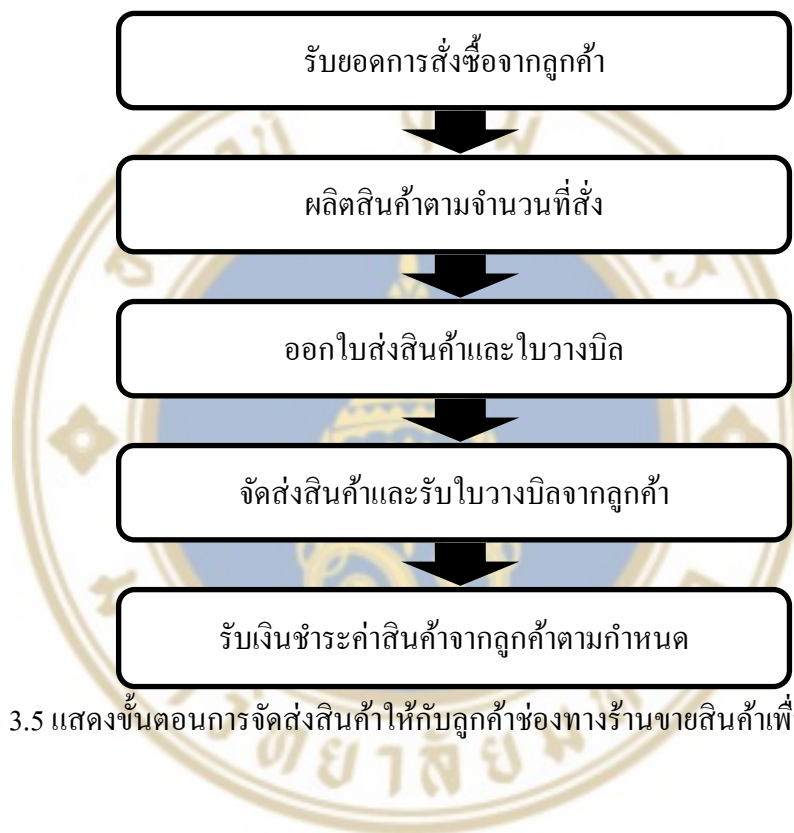 รับยอดการสั่งซื้อจากลูกค้า
ผลิตสินค้าตามจำนวนที่สั่ง
ออกใบส่งสินค้าและใบวางบิล
จัดส่งสินค้าและรับใบวางบิลจากลูกค้า
รับเงินชำระค่าสินค้าจากลูกค้าตามกำหนด
3.5 แสดงขั้นตอนการจัดส่งสินค้าให้กับลูกค้าช่องทางร้านขายสินค้าเพื่